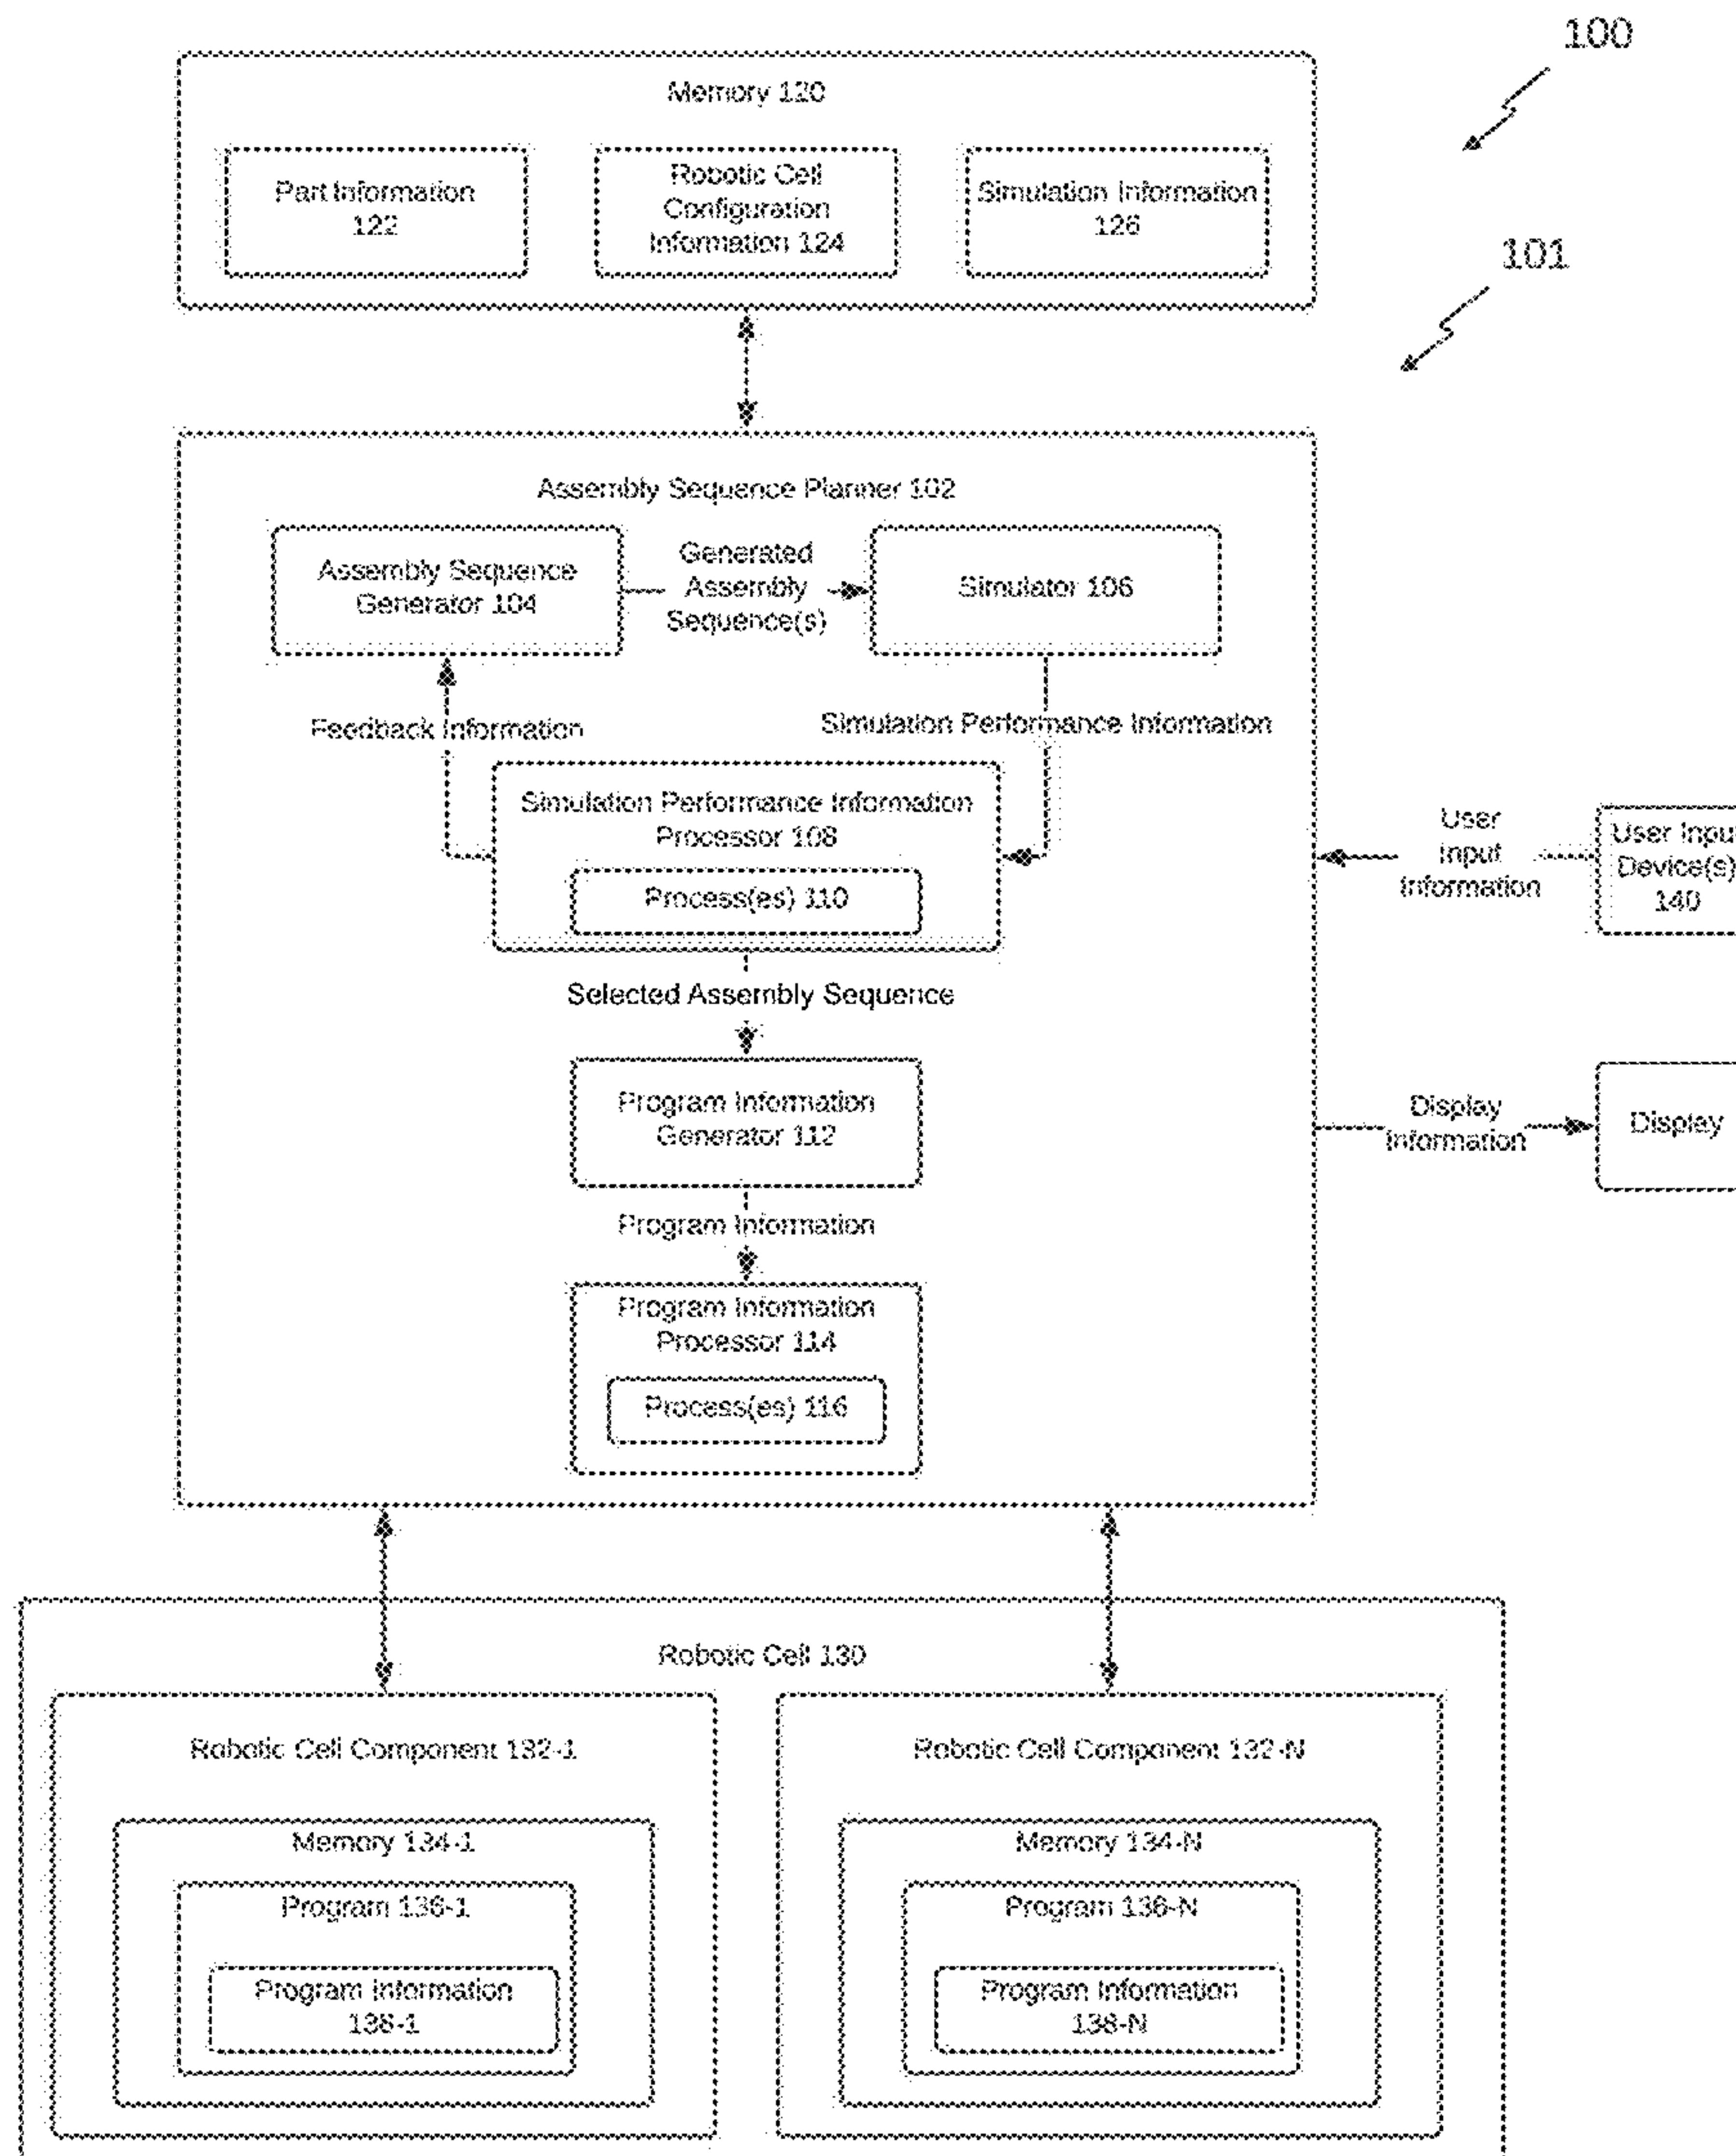 100
Memory 120
Part Information
122
Robotic Cell
Configuration
Information 124
Simulation Information
126
101
Assembly Sequence Planner 102
Assembly Sequence
Generator 104
Generated
Assembly
Sequence(s)
Simulator 106
Feedback Information
Simulation Performance Information
Simulation Performance Information
Processor 108
Process(es) 110
User
Input
Information
User Inpu
Device(s)
140
Selected Assembly Sequence
Program Information
Generator 112
Display
Information
Display
Program Information
Program Information
Processor 114
Process(es) 116
Robotic Cell 130
Robotic Cell Component 132-1
Robotic Cell Component 132-N
Memory 134-1
Memory 134-N
Program 136-1
Program 136-N
Program Information
138-1
Program Information
138-N